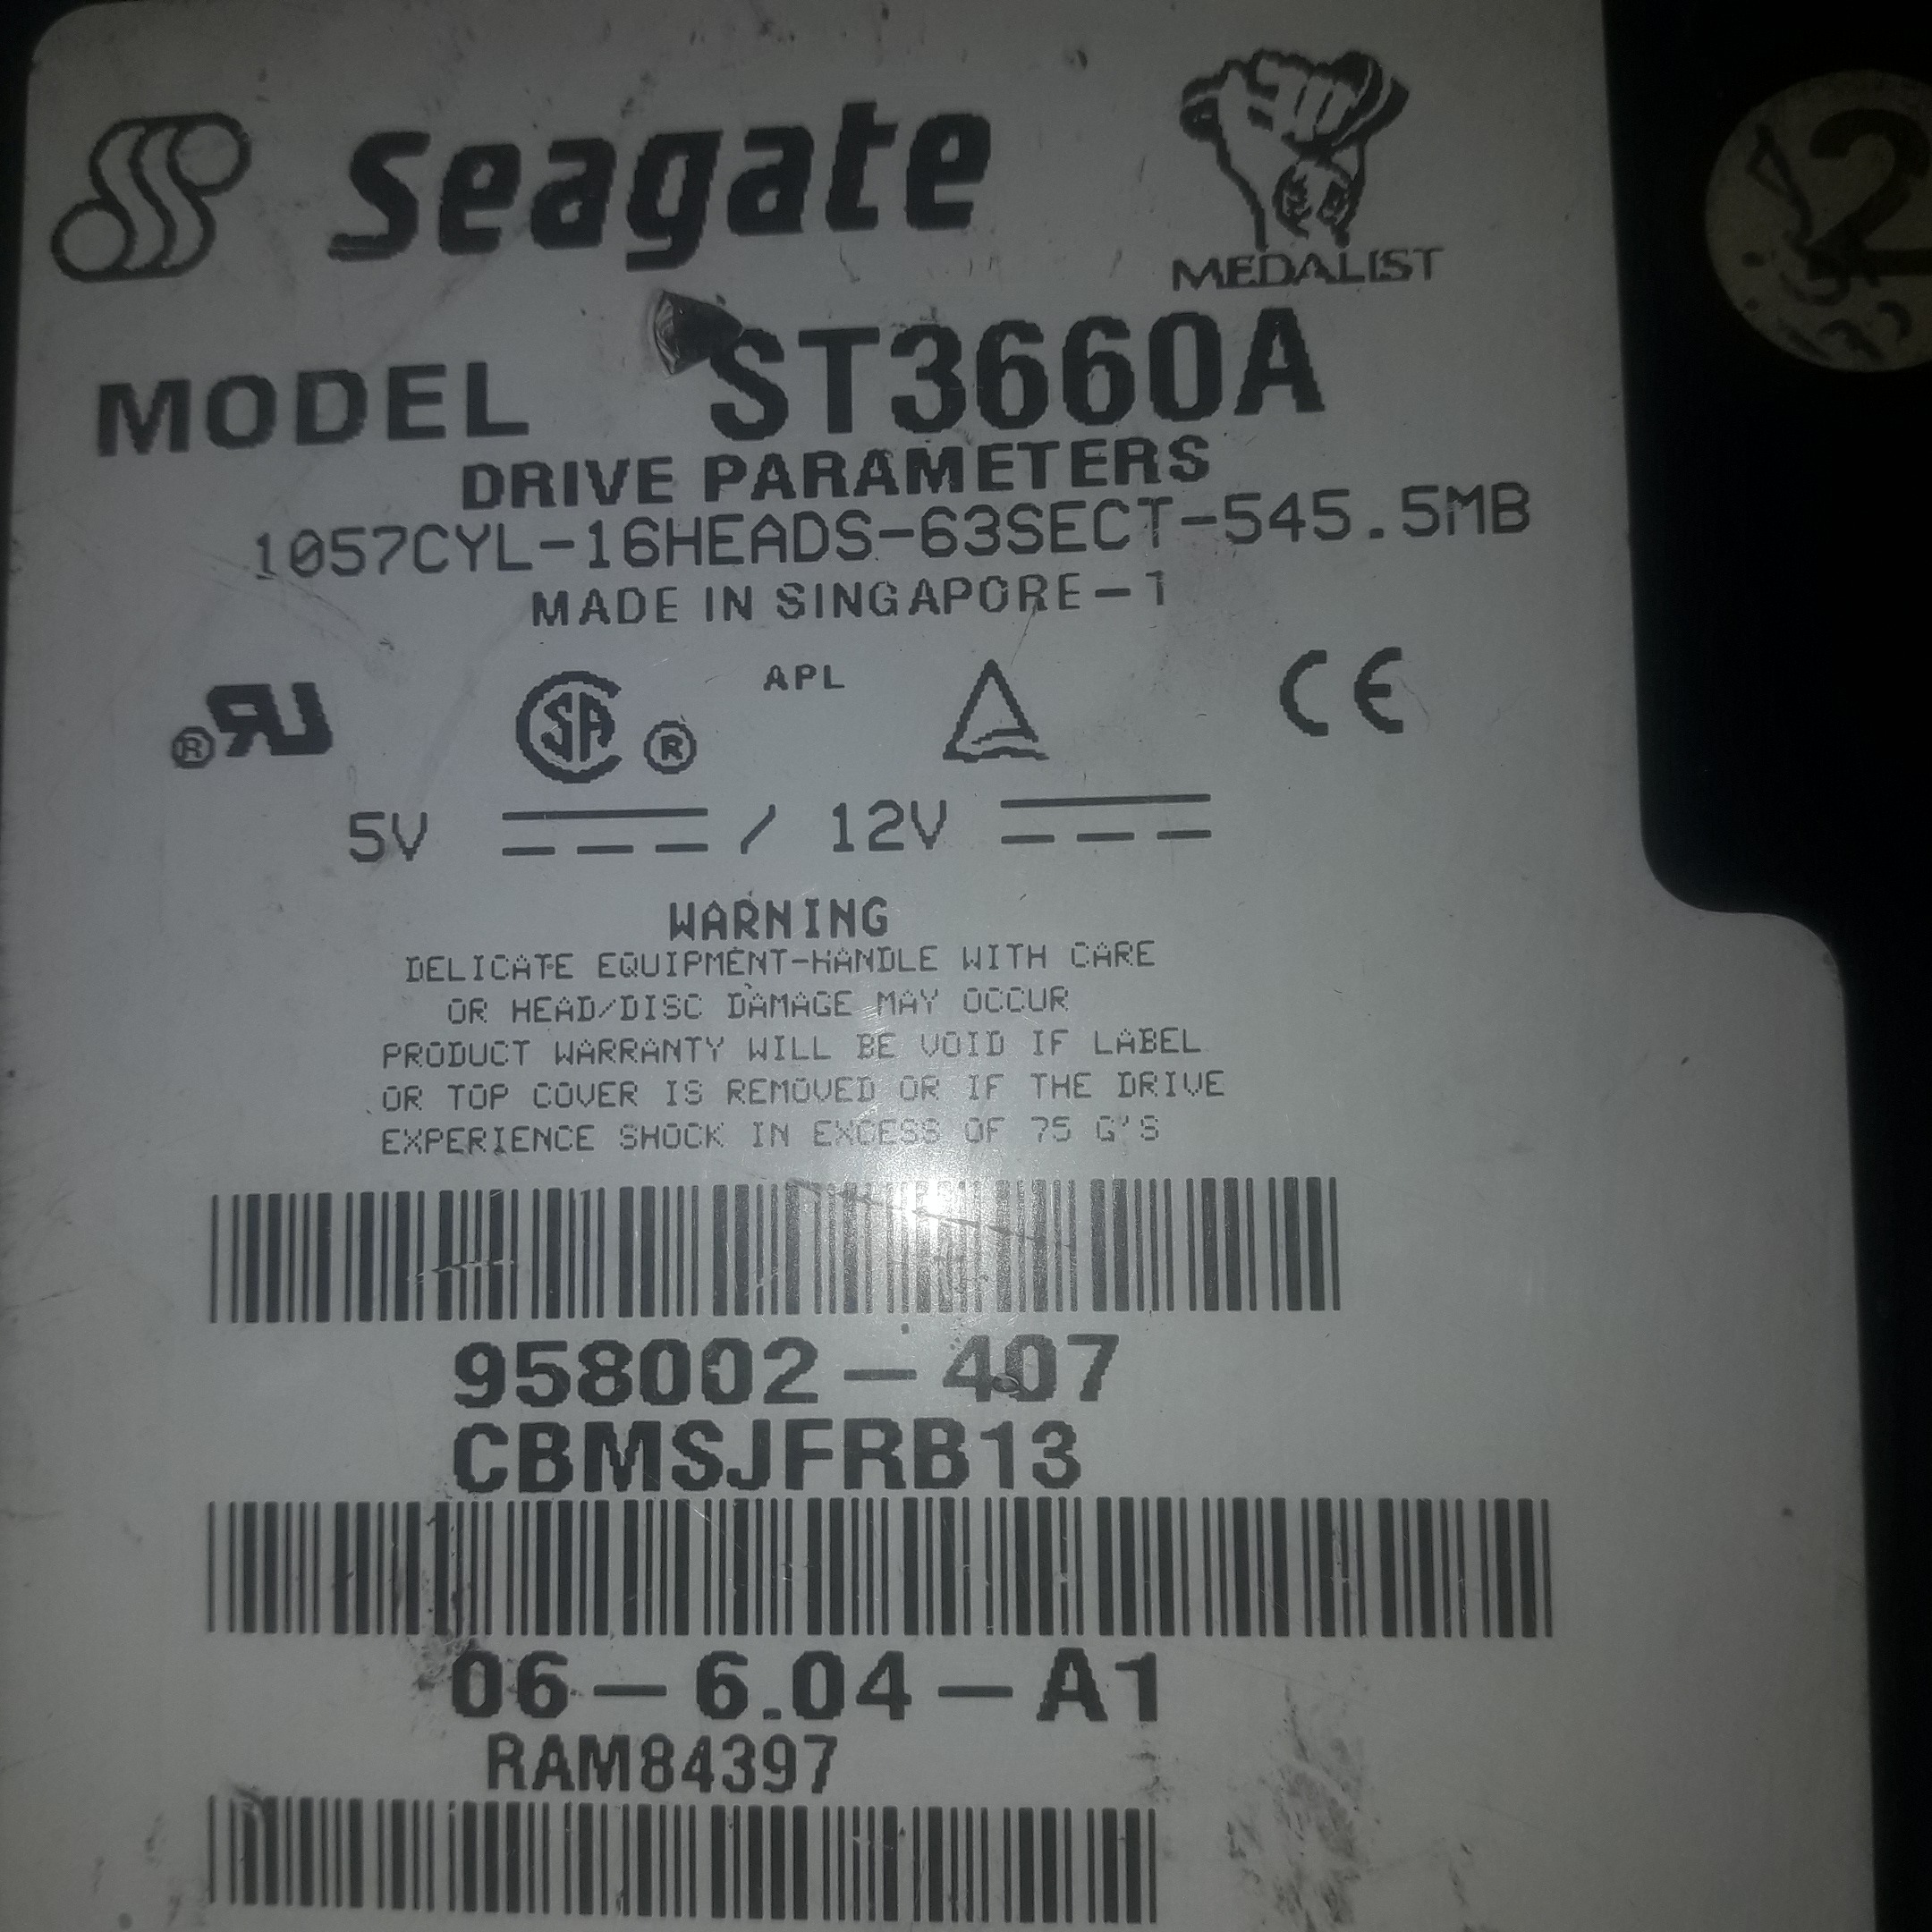 Seagate
MEDALIST
2
MODEL ST3660A
DRIVE PARAMETERS
1057CYL-16HEADS-63SECT-545.5MB
MADE IN SINGAPORE-1
®RU
CSA ®
APL
CE
5V / 12V
WARNING
DELICATE EQUIPMENT-HANDLE WITH CARE
OR HEAD/DISC DAMAGE MAY OCCUR
PRODUCT WARRANTY WILL BE VOID IF LABEL
OR TOP COVER IS REMOVED OR IF THE DRIVE
EXPERIENCE SHOCK IN EXCESS OF 75 G'S
958002-407
CBMSJFRB13
06-6.04-A1
RAM84397